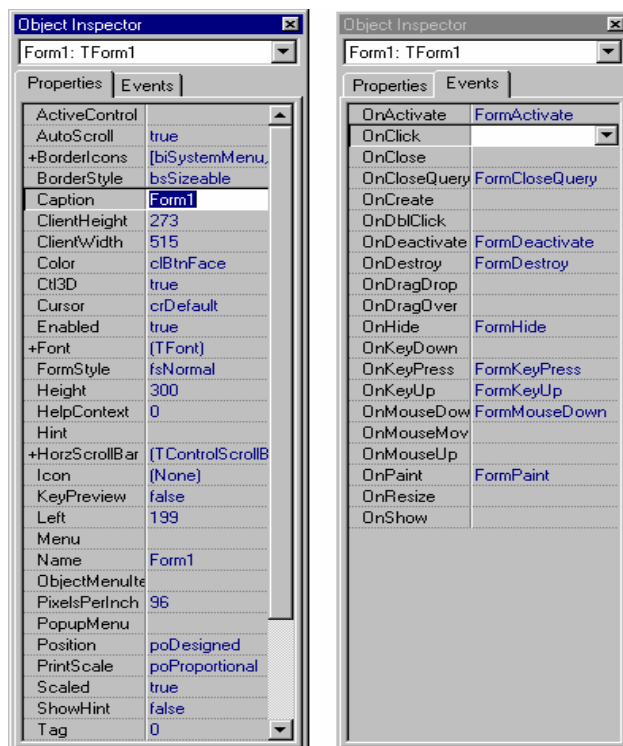 Object Inspector
Form1: TForm1
Properties Events
ActiveControl
AutoScroll true
+BorderIcons [biSystemMenu,
BorderStyle bsSizeable
Caption Form1
ClientHeight 273
ClientWidth 515
Color clBtnFace
Ctl3D true
Cursor crDefault
Enabled true
+Font (TFont)
FormStyle fsNormal
Height 300
HelpContext 0
Hint
+HorzScrollBar (TControlScrollB
Icon (None)
KeyPreview false
Left 199
Menu
Name Form1
ObjectMenuIte
PixelsPerInch 96
PopupMenu
Position poDesigned
PrintScale poProportional
Scaled true
ShowHint false
Tag 0
Object Inspector
Form1: TForm1
Properties Events
OnActivate FormActivate
OnClick
OnClose
OnCloseQuery FormCloseQuery
OnCreate
OnDblClick
OnDeactivate FormDeactivate
OnDestroy FormDestroy
OnDragDrop
OnDragOver
OnHide FormHide
OnKeyDown
OnKeyPress FormKeyPress
OnKeyUp FormKeyUp
OnMouseDow FormMouseDown
OnMouseMov
OnMouseUp
OnPaint FormPaint
OnResize
OnShow